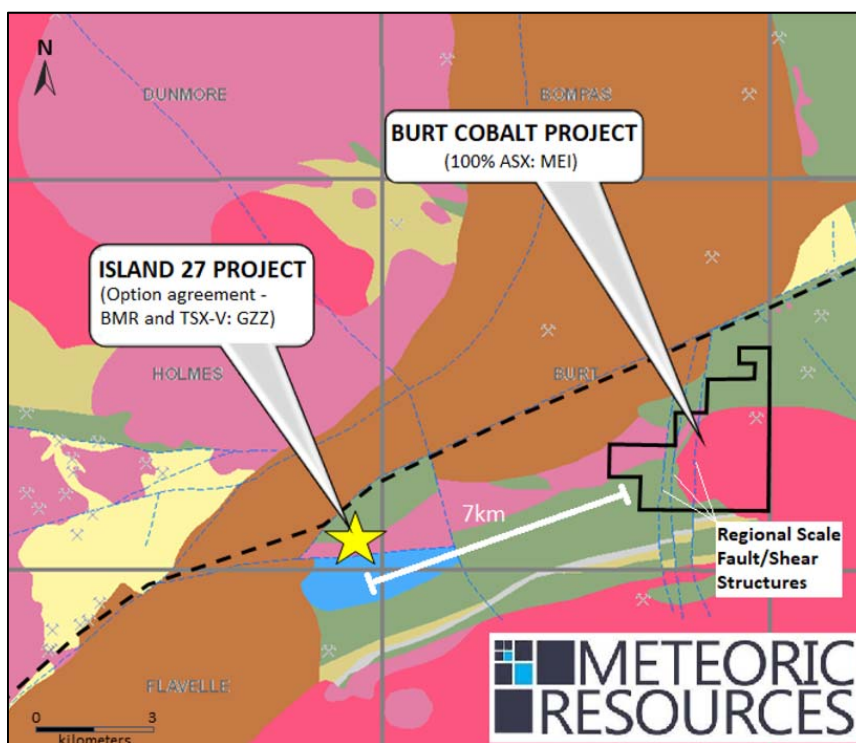 N
DUNMORE
BOMPAS
BURT COBALT PROJECT
(100% ASX: MEI)
ISLAND 27 PROJECT
(Option agreement -
BMR and TSX-V: GZZ)
HOLMES
BURT
7km
Regional Scale
Fault/Shear
Structures
FLAVELLE
0 3
kilometers
METEORIC
RESOURCES